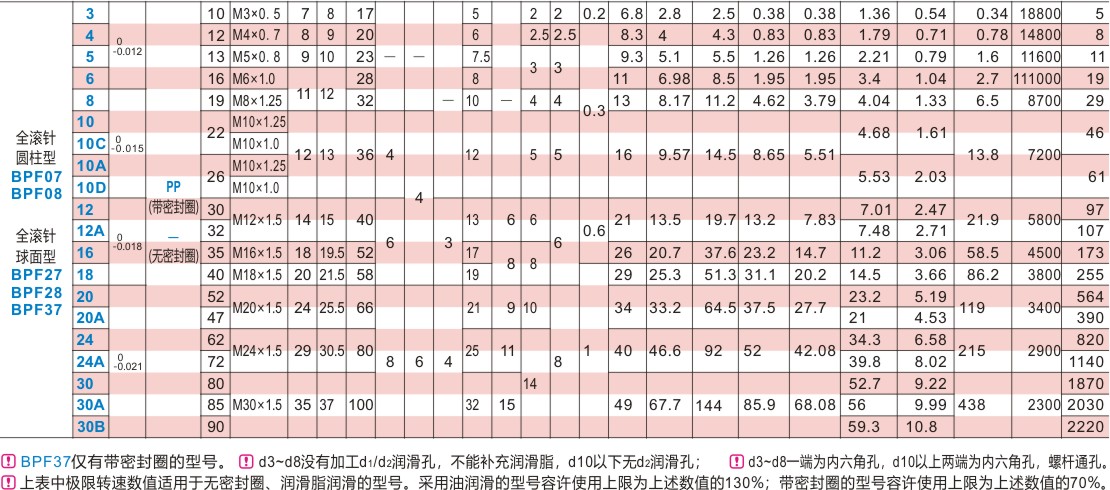 3 10 M3×0.5 7 8 17 5 2 2 0.2 6.8 2.8 2.5 0.38 0.38 1.36 0.54 0.34 18800 5
4 0 -0.012 12 M4×0.7 8 9 20 6 2.5 2.5 8.3 4 4.3 0.83 0.83 1.79 0.71 0.78 14800 8
5 13 M5×0.8 9 10 23 — — 7.5 3 3 9.3 5.1 5.5 1.26 1.26 2.21 0.79 1.6 11600 11
6 16 M6×1.0 11 12 28 8 11 6.98 8.5 1.95 1.95 3.4 1.04 2.7 111000 19
8 19 M8×1.25 32 — 10 — 4 4 0.3 13 8.17 11.2 4.62 3.79 4.04 1.33 6.5 8700 29
10 22 M10×1.25 4.68 1.61 46
全滚针 10C 0 -0.015 M10×1.0
圆柱型 10A 26 M10×1.25 12 13 36 4 12 5 5 16 9.57 14.5 8.65 5.51 5.53 2.03 13.8 7200 61
BPF07 10D PP M10×1.0
BPF08 (带密封圈) 4
12 30 M12×1.5 14 15 40 13 6 6 21 13.5 19.7 13.2 7.83 7.01 2.47 21.9 5800 97
全滚针 12A 0 -0.018 — 32 6 3 6 0.6 7.48 2.71 107
球面型 16 (无密封圈) 35 M16×1.5 18 19.5 52 17 8 8 26 20.7 37.6 23.2 14.7 11.2 3.06 58.5 4500 173
BPF27 18 40 M18×1.5 20 21.5 58 19 29 25.3 51.3 31.1 20.2 14.5 3.66 86.2 3800 255
BPF28 20 52 M20×1.5 24 25.5 66 21 9 10 34 33.2 64.5 37.5 27.7 23.2 5.19 119 3400 564
BPF37 20A 47 21 4.53 390
24 62 M24×1.5 29 30.5 80 25 11 1 40 46.6 92 52 42.08 34.3 6.58 215 2900 820
24A 0 -0.021 72 8 6 4 8 39.8 8.02 1140
30 80 14 52.7 9.22 1870
30A 85 M30×1.5 35 37 100 32 15 49 67.7 144 85.9 68.08 56 9.99 438 2300 2030
30B 90 59.3 10.8 2220
! BPF37仅有带密封圈的型号。 ! d3~d8没有加工d1/d2润滑孔，不能补充润滑脂，d10以下无d2润滑孔； ! d3~d8一端为内六角孔，d10以上两端为内六角孔，螺杆通孔。
! 上表中极限转速数值适用于无密封圈、润滑脂润滑的型号。采用油润滑的型号容许使用上限为上述数值的130%；带密封圈的型号容许使用上限为上述数值的70%。